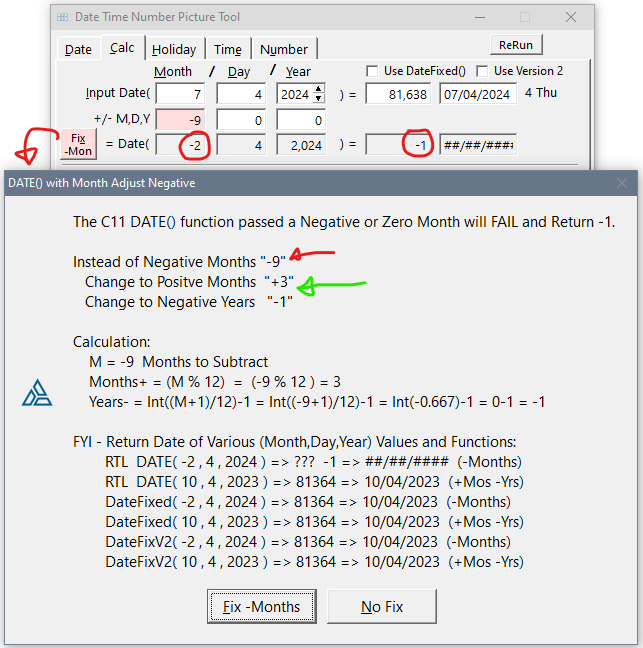 Date Time Number Picture Tool
Date Calc Holiday Time Number ReRun
Month / Day / Year Use DateFixed() Use Version 2
Input Date( 7 4 2024 ) = 81,638 07/04/2024 4 Thu
+/- M,D,Y -9 0 0
Fix
-Mon
= Date( -2 4 2,024 ) = -1 ##/##/####
DATE() with Month Adjust Negative
The C11 DATE() function passed a Negative or Zero Month will FAIL and Return -1.
Instead of Negative Months "-9"
Change to Positve Months "+3"
Change to Negative Years "-1"
Calculation:
M = -9 Months to Subtract
Months+ = (M % 12) = (-9 % 12 ) = 3
Years- = Int((M+1)/12)-1 = Int((-9+1)/12)-1 = Int(-0.667)-1 = 0-1 = -1
FYI - Return Date of Various (Month,Day,Year) Values and Functions:
RTL DATE( -2 , 4 , 2024 ) => ??? -1 => ##/##/#### (-Months)
RTL DATE( 10 , 4 , 2023 ) => 81364 => 10/04/2023 (+Mos -Yrs)
DateFixed( -2 , 4 , 2024 ) => 81364 => 10/04/2023 (-Months)
DateFixed( 10 , 4 , 2023 ) => 81364 => 10/04/2023 (+Mos -Yrs)
DateFixV2( -2 , 4 , 2024 ) => 81364 => 10/04/2023 (-Months)
DateFixV2( 10 , 4 , 2023 ) => 81364 => 10/04/2023 (+Mos -Yrs)
Fix -Months No Fix